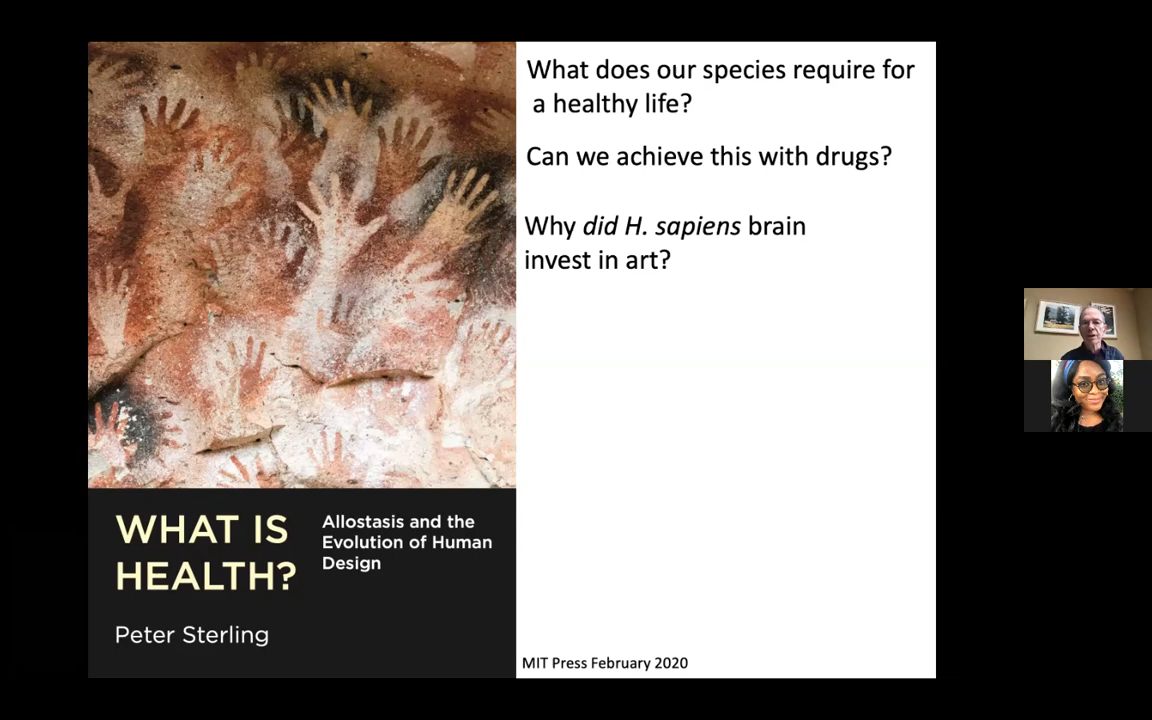 What does our species require for
a healthy life?
Can we achieve this with drugs?
Why did H. sapiens brain
invest in art?
WHAT IS
HEALTH?
Allostasis and the
Evolution of Human
Design
Peter Sterling
MIT Press February 2020